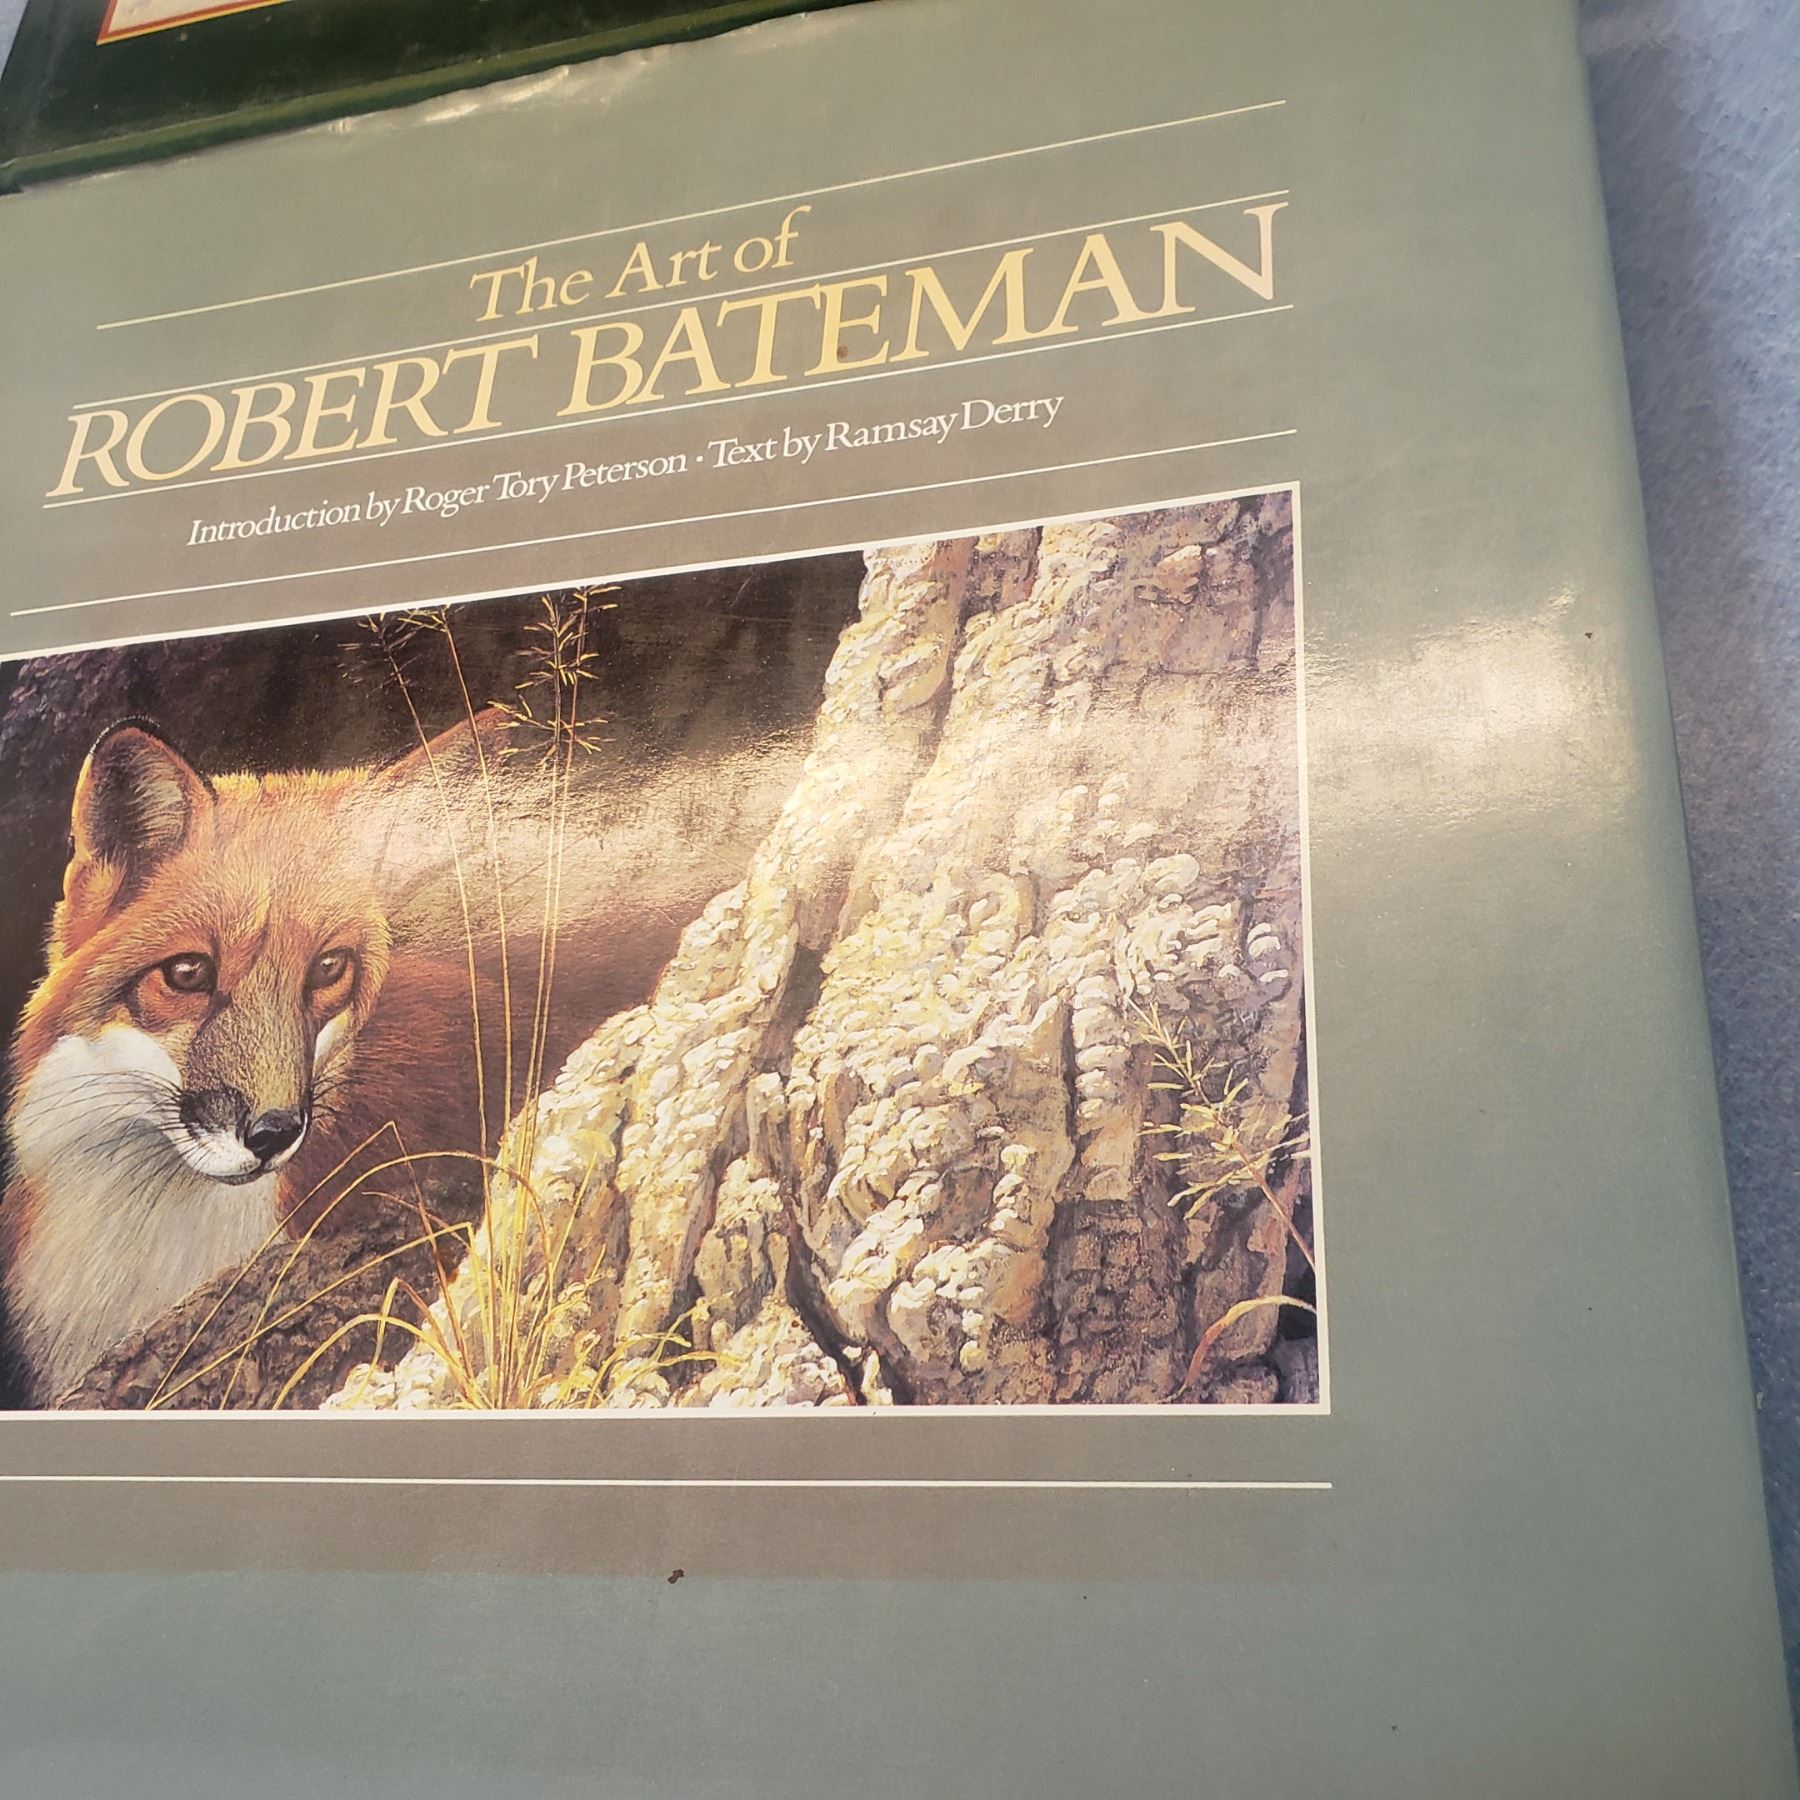 The Art of
ROBERT BATEMAN
Introduction by Roger Tory Peterson · Text by Ramsay Derry